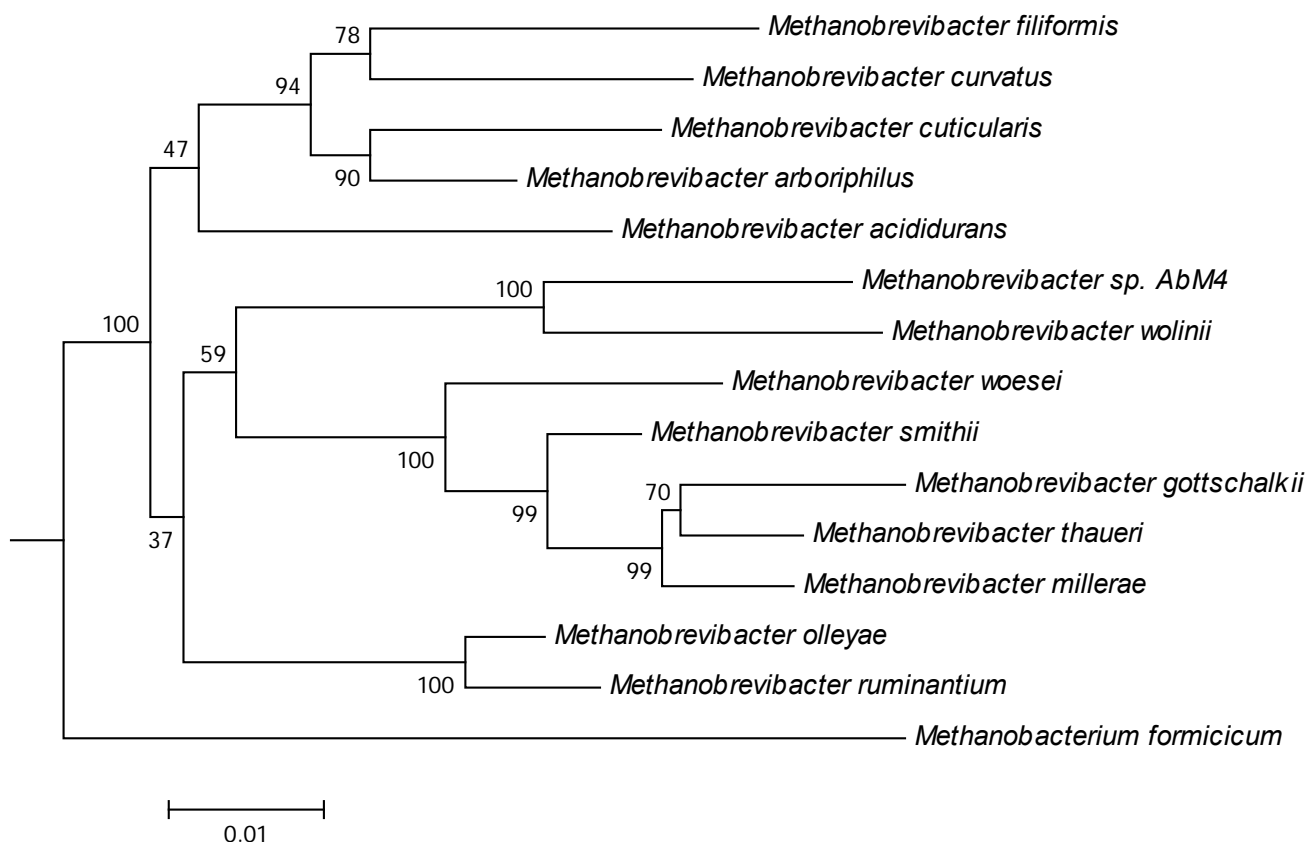 Methanobrevibacter filiformis
78
Methanobrevibacter curvatus
94
Methanobrevibacter cuticularis
47
90
Methanobrevibacter arboriphilus
Methanobrevibacter acididurans
Methanobrevibacter sp. AbM4
100
100
Methanobrevibacter wolinii
59
Methanobrevibacter woesei
Methanobrevibacter smithii
100
Methanobrevibacter gottschalkii
70
99
Methanobrevibacter thaueri
37
99
Methanobrevibacter millerae
Methanobrevibacter olleyae
100
Methanobrevibacter ruminantium
Methanobacterium formicicum
0.01